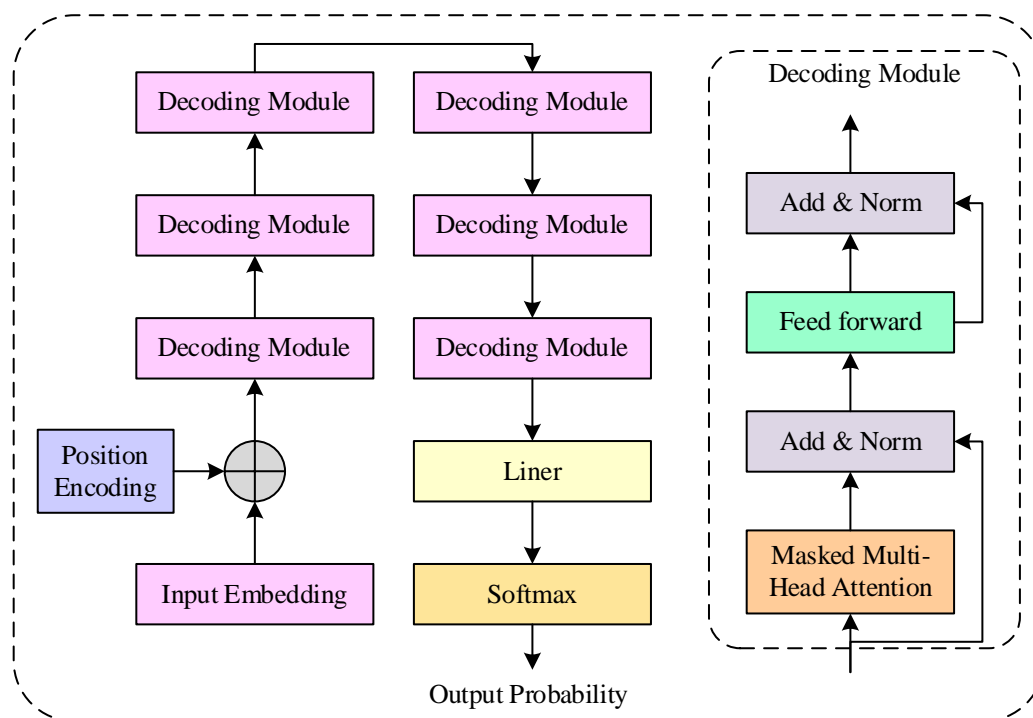 Decoding Module
Decoding Module
Decoding Module
Position
Encoding
Input Embedding
Decoding Module
Decoding Module
Decoding Module
Liner
Softmax
Output Probability
Decoding Module
Add & Norm
Feed forward
Add & Norm
Masked Multi-
Head Attention